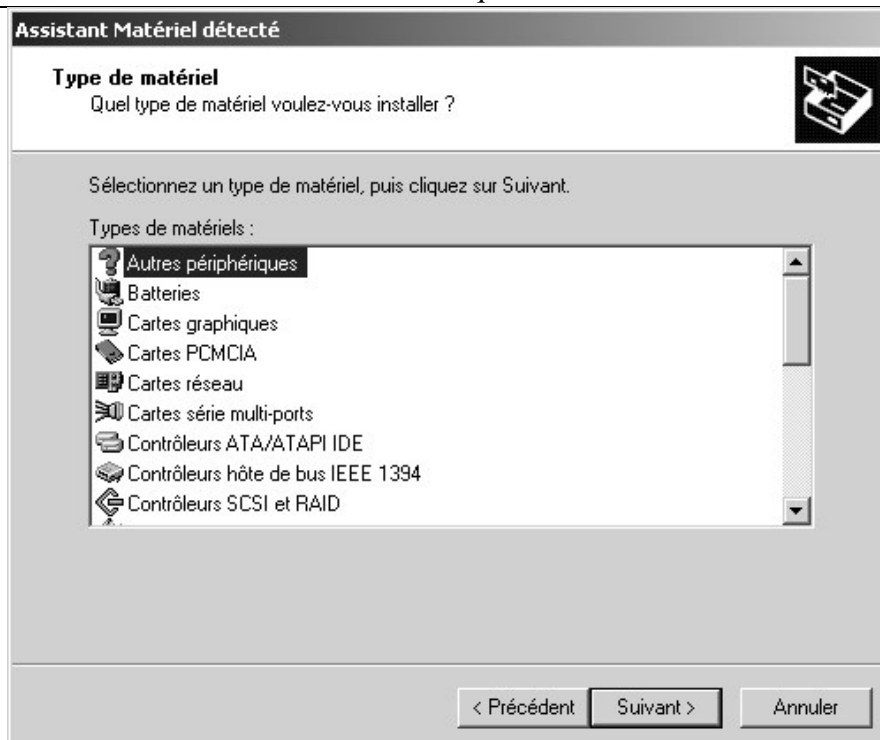 Assistant Matériel détecté
Type de matériel
Quel type de matériel voulez-vous installer ?
Sélectionnez un type de matériel, puis cliquez sur Suivant.
Types de matériels :
Autres périphériques
Batteries
Cartes graphiques
Cartes PCMCIA
Cartes réseau
Cartes série multi-ports
Contrôleurs ATA/ATAPI IDE
Contrôleurs hôte de bus IEEE 1394
Contrôleurs SCSI et RAID
< Précédent
Suivant >
Annuler